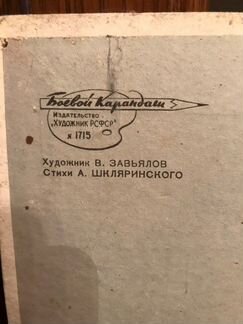 Боевой Карандаш
Издательство
„Художник РСФСР"
я 1715
Художник В. ЗАВЬЯЛОВ
Стихи А. ШКЛЯРИНСКОГО